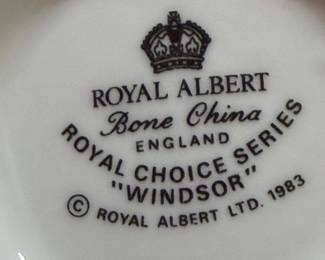 ROYAL ALBERT
Bone China
ENGLAND
ROYAL CHOICE SERIES
"WINDSOR"
© ROYAL ALBERT LTD. 1983